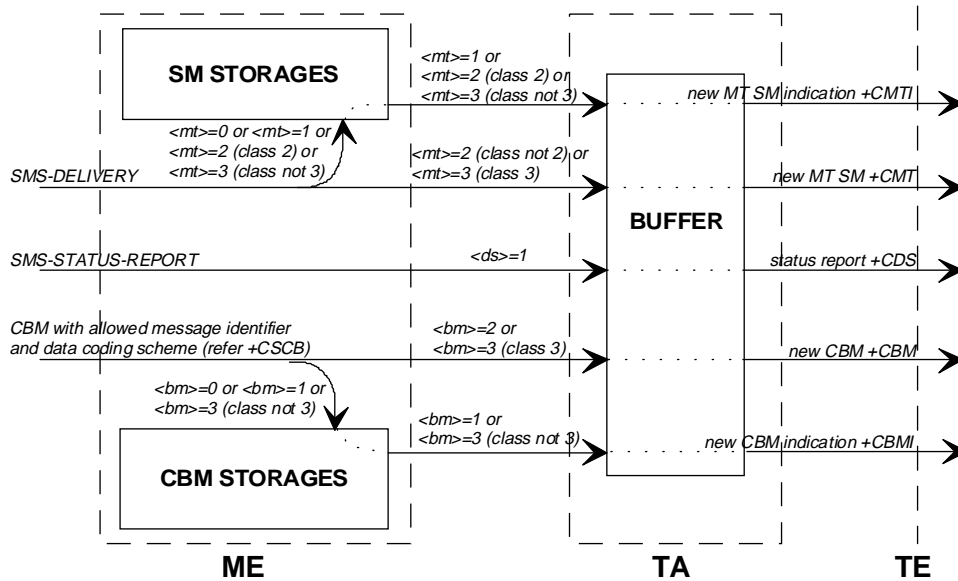 SM STORAGES
<mt>=1 or
<mt>=2 (class 2) or
<mt>=3 (class not 3)
new MT SM indication +CMTI
<mt>=0 or <mt>=1 or
<mt>=2 (class 2) or
<mt>=3 (class not 3)
<mt>=2 (class not 2) or
<mt>=3 (class 3)
SMS-DELIVERY
new MT SM +CMT
BUFFER
SMS-STATUS-REPORT
<ds>=1
status report +CDS
CBM with allowed message identifier
and data coding scheme (refer +CSCB)
<bm>=2 or
<bm>=3 (class 3)
new CBM +CBM
<bm>=0 or <bm>=1 or
<bm>=3 (class not 3)
<bm>=1 or
<bm>=3 (class not 3)
new CBM indication +CBMI
CBM STORAGES
ME
TA
TE